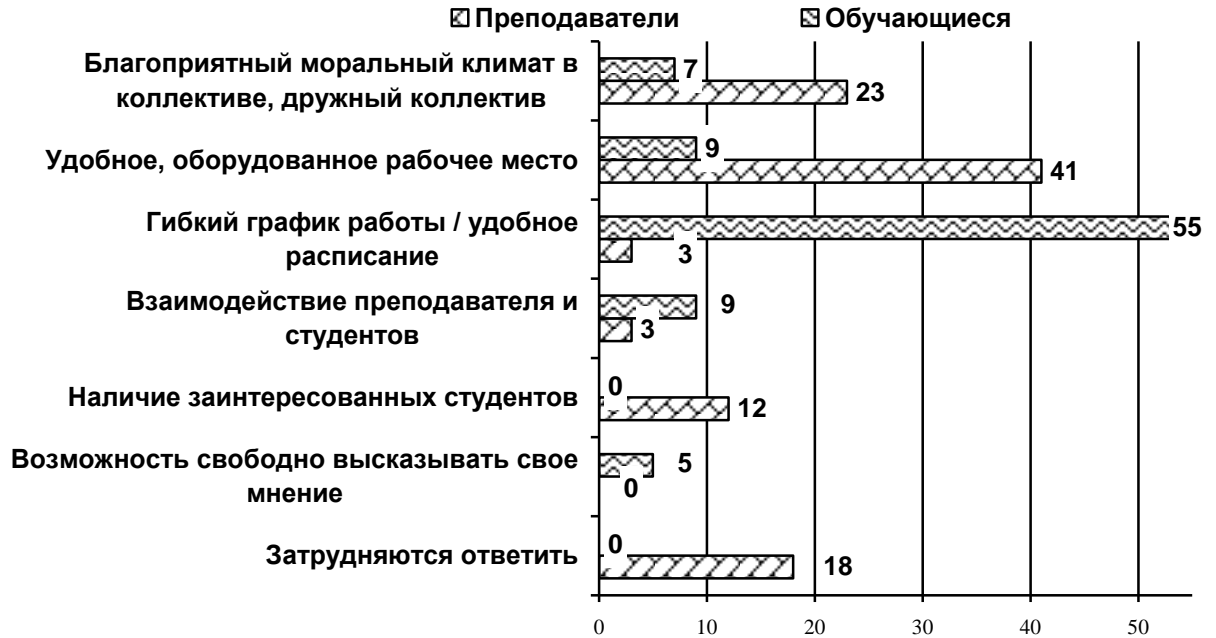 Преподаватели Обучающиеся
Благоприятный моральный климат в
коллективе, дружный коллектив
7
23
Удобное, оборудованное рабочее место
9
41
Гибкий график работы / удобное
расписание
55
3
Взаимодействие преподавателя и
студентов
9
3
Наличие заинтересованных студентов
0
12
Возможность свободно высказывать свое
мнение
5
0
Затрудняются ответить
0
18
0 10 20 30 40 50